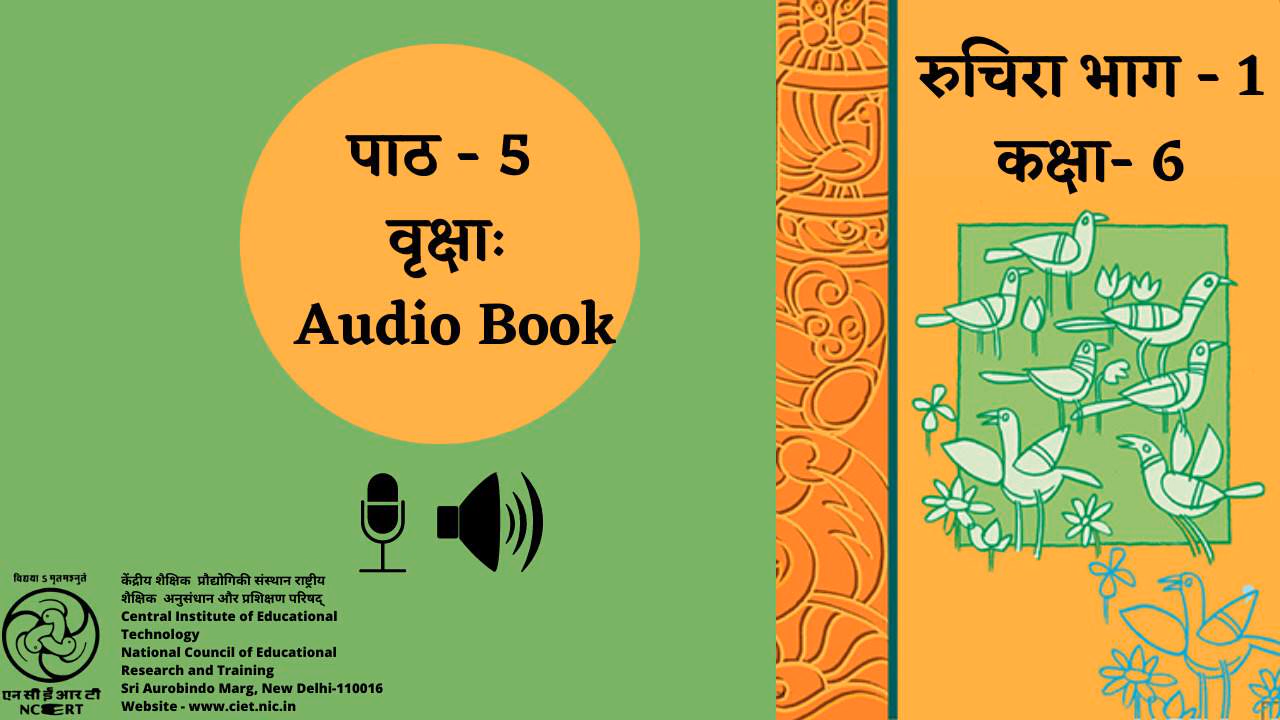 पाठ - 5
वृक्षाः
Audio Book
रुचिरा भाग - 1
कक्षा- 6
विद्यया ऽ मृतमश्नुते
एन सी ई आर टी
NCERT
केंद्रीय शैक्षिक प्रौद्योगिकी संस्थान राष्ट्रीय
शैक्षिक अनुसंधान और प्रशिक्षण परिषद्
Central Institute of Educational
Technology
National Council of Educational
Research and Training
Sri Aurobindo Marg, New Delhi-110016
Website - www.ciet.nic.in